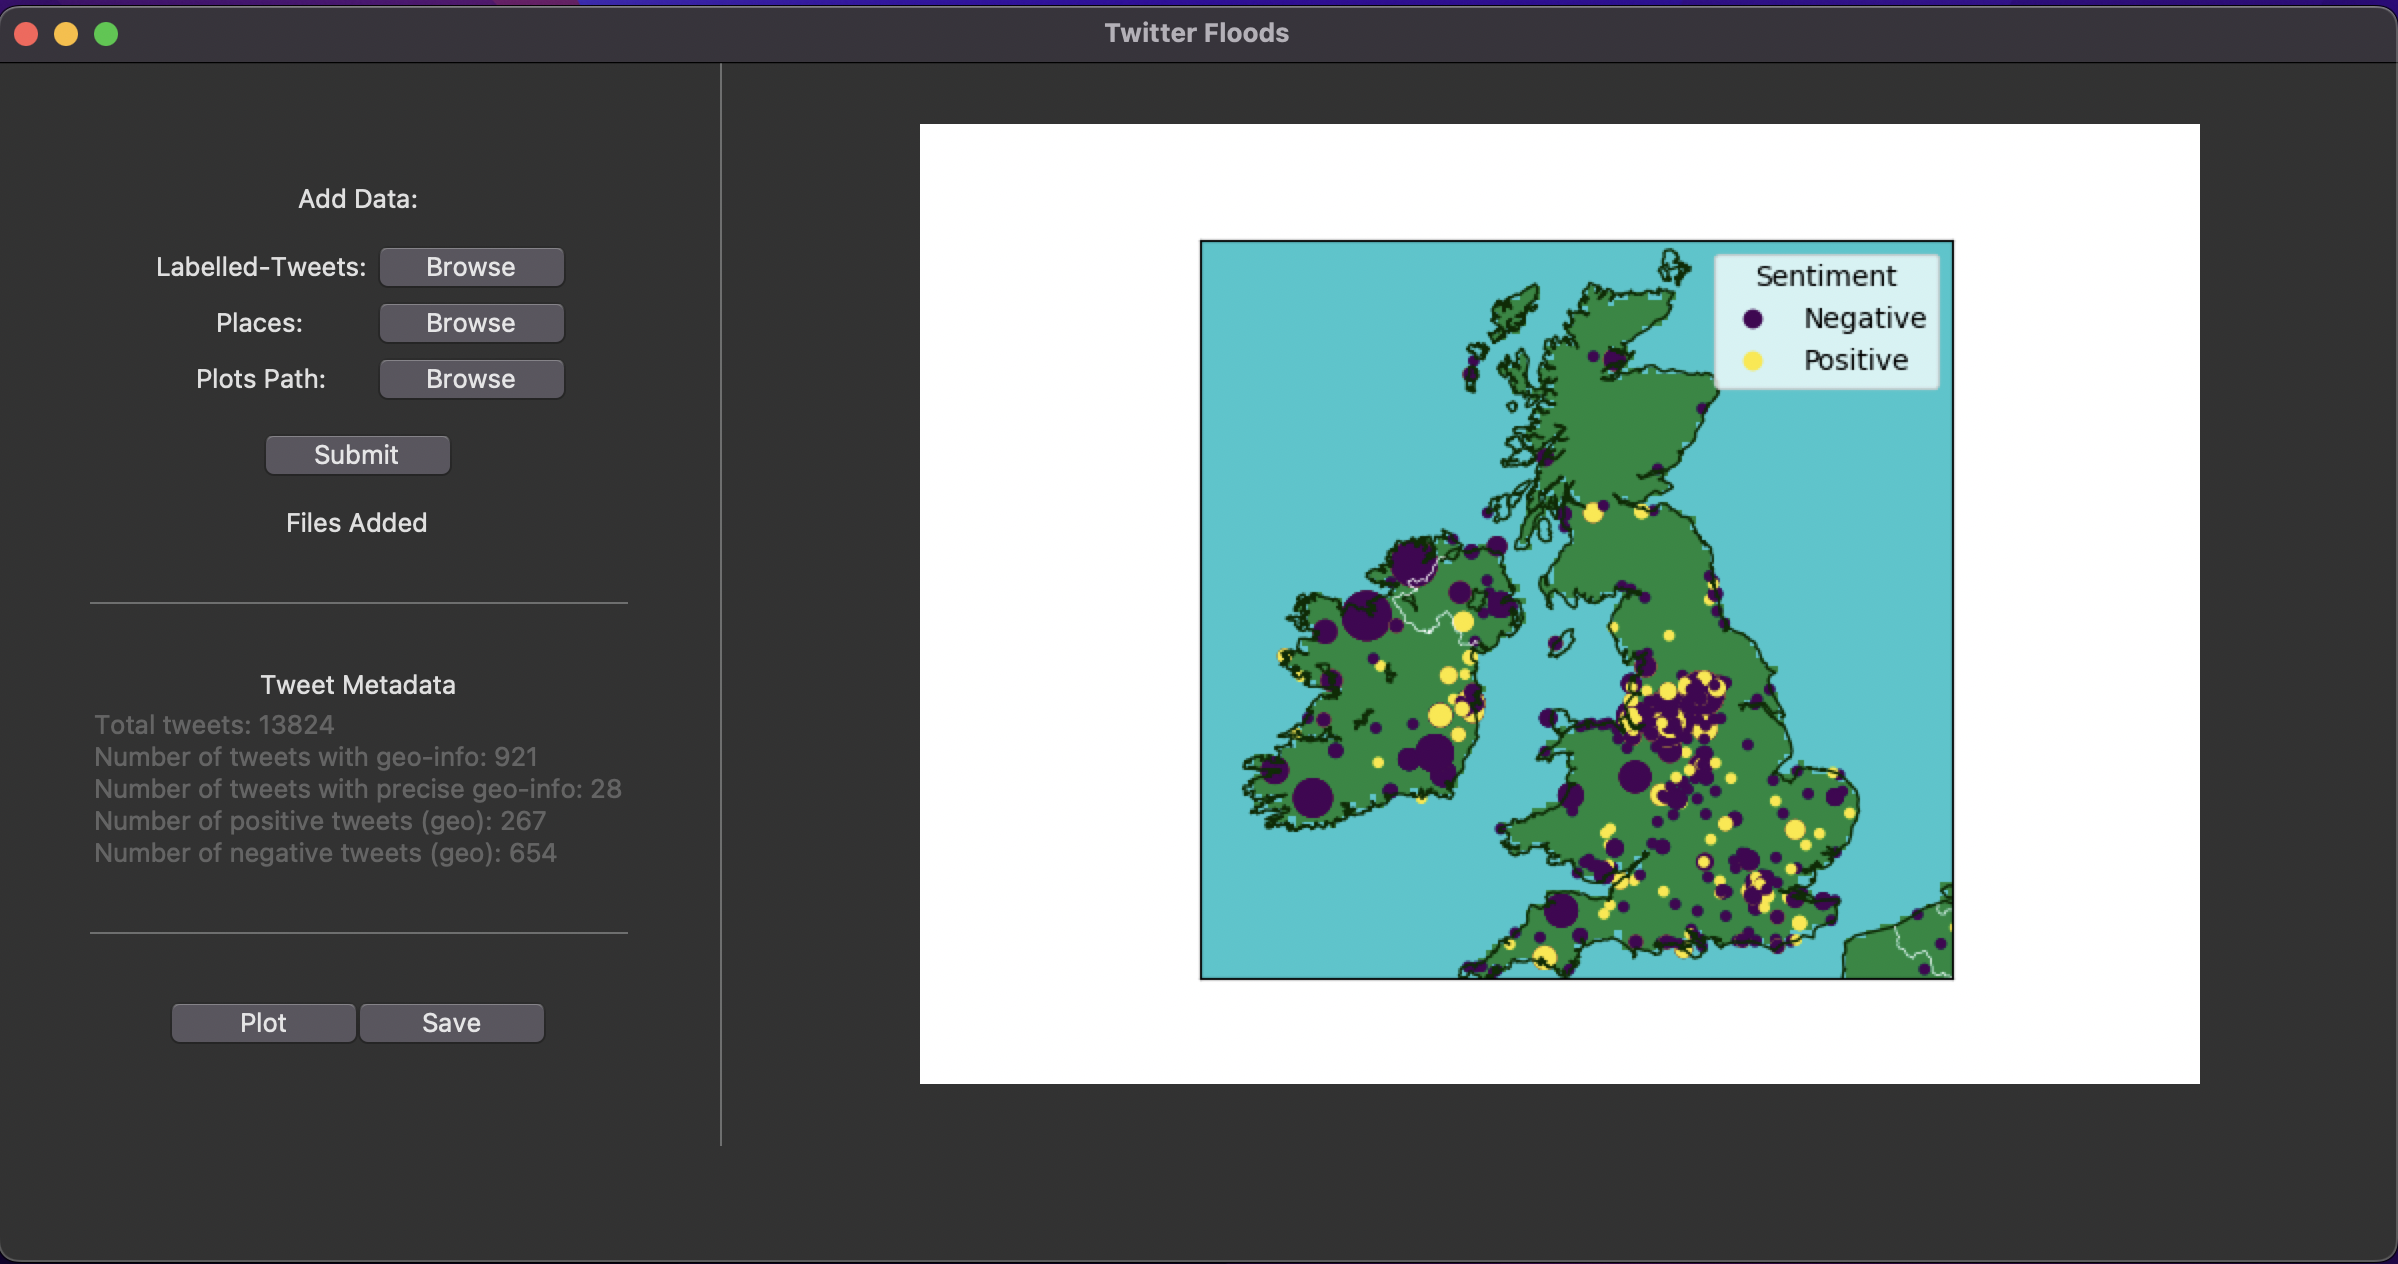 Twitter Floods
Add Data:
Labelled-Tweets: Browse
Places: Browse
Plots Path: Browse
Submit
Files Added
Tweet Metadata
Total tweets: 13824
Number of tweets with geo-info: 921
Number of tweets with precise geo-info: 28
Number of positive tweets (geo): 267
Number of negative tweets (geo): 654
Plot Save
Sentiment
Negative
Positive